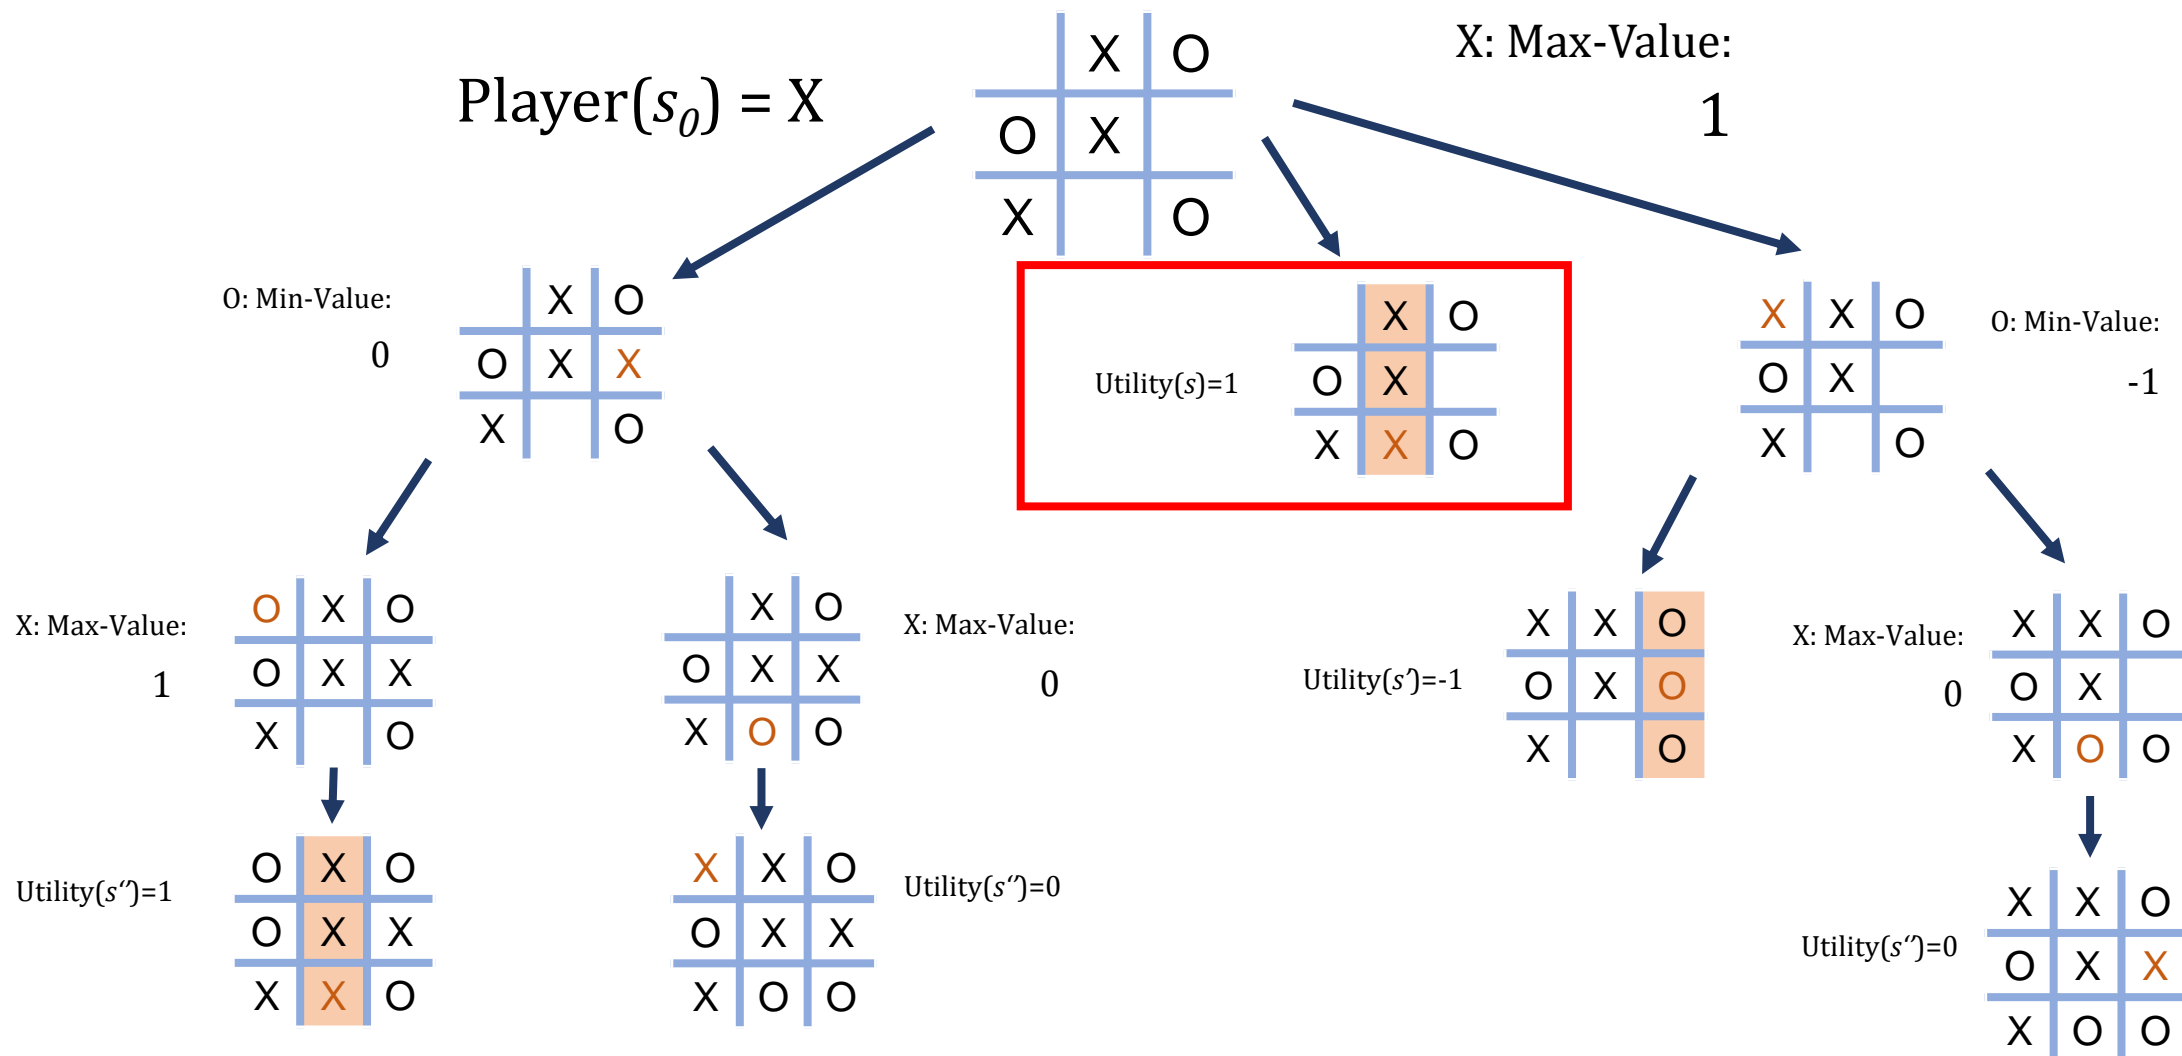 Player(s₀) = X
X: Max-Value:
1
X O
O X
X O
O: Min-Value:
0
X O
O X X
X O
Utility(s)=1
X O
O X
X X O
X X O
O X
X O
O: Min-Value:
-1
X: Max-Value:
1
O X O
O X X
X O
X O
O X X
X O O
X: Max-Value:
0
Utility(s′)=-1
X X O
O X O
X O
X: Max-Value:
0
X X O
O X
X O O
Utility(s‘′)=1
O X O
O X X
X X O
X X O
O X X
X O O
Utility(s‘′)=0
Utility(s‘′)=0
X X O
O X X
X O O